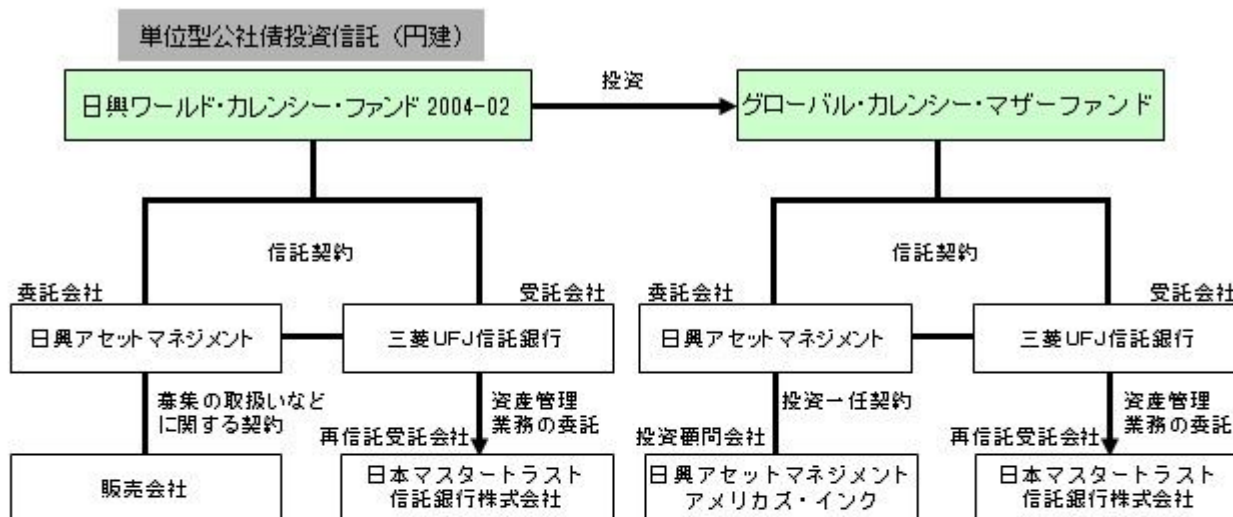 単位型公社債投資信託（円建）
日興ワールド・カレンシー・ファンド 2004-02
投資
グローバル・カレンシー・マザーファンド
信託契約
信託契約
委託会社
受託会社
委託会社
受託会社
日興アセットマネジメント
三菱UFJ信託銀行
日興アセットマネジメント
三菱UFJ信託銀行
募集の取扱いなど
に関する契約
資産管理
業務の委託
投資一任契約
資産管理
業務の委託
再信託受託会社
投資顧問会社
再信託受託会社
販売会社
日本マスタートラスト
信託銀行株式会社
日興アセットマネジメント
アメリカズ・インク
日本マスタートラスト
信託銀行株式会社